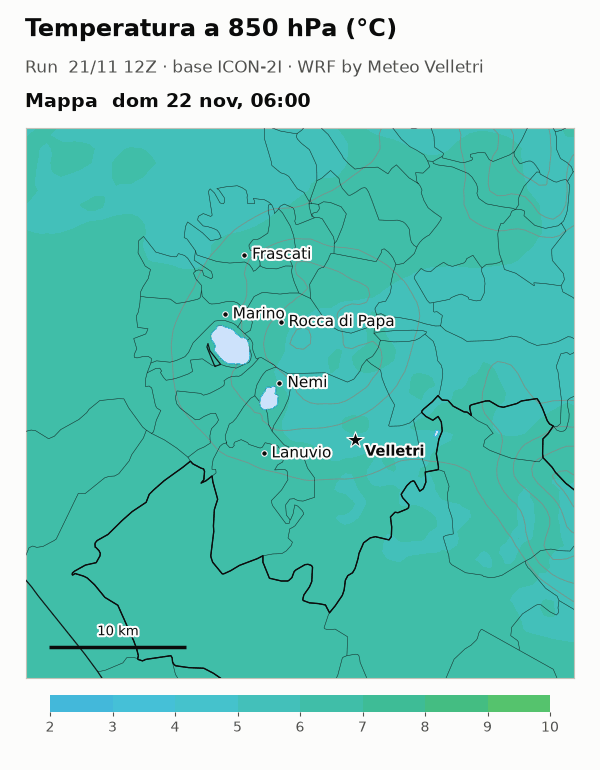 Temperatura a 850 hPa (°C)
Run  21/11 12Z · base ICON-2I · WRF by Meteo Velletri
Mappa  dom 22 nov, 06:00
Frascati
Marino
Rocca di Papa
Nemi
Velletri
Lanuvio
10 km
2 3 4 5 6 7 8 9 10